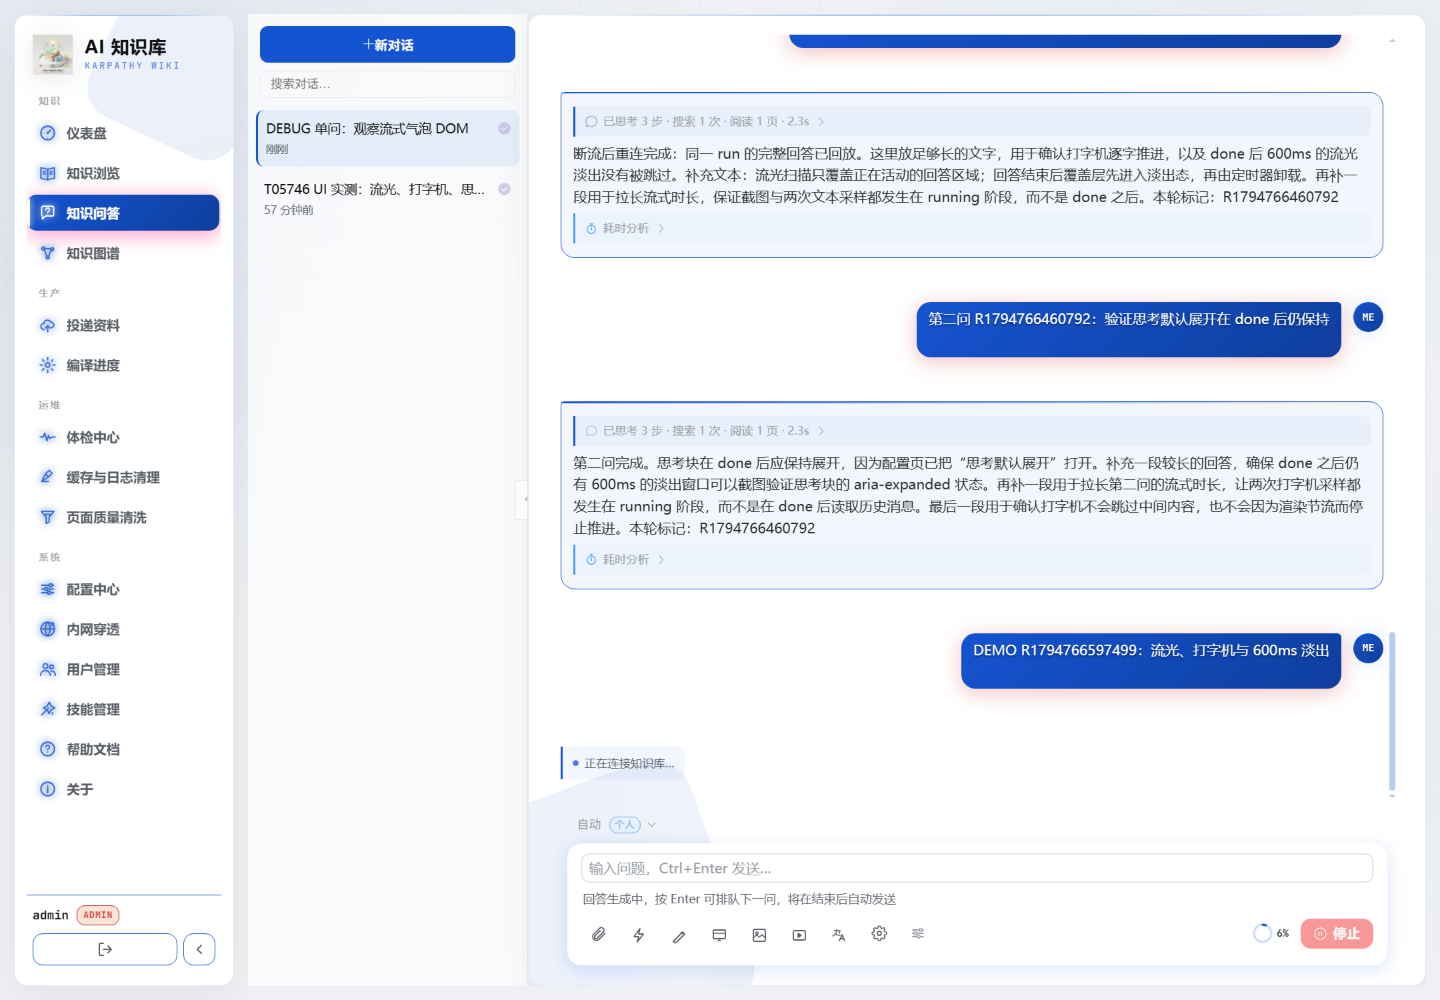 AI 知识库
KARPATHY WIKI
知识
仪表盘
知识浏览
知识问答
知识图谱
生产
投递资料
编译进度
运维
体检中心
缓存与日志清理
页面质量清洗
系统
配置中心
内网穿透
用户管理
技能管理
帮助文档
关于
admin ADMIN
+新对话
搜索对话...
DEBUG 单问：观察流式气泡 DOM
刚刚
T05746 UI 实测：流光、打字机、思...
57 分钟前
已思考 3 步 · 搜索 1 次 · 阅读 1 页 · 2.3s
断流后重连完成：同一 run 的完整回答已回放。这里放足够长的文字，用于确认打字机逐字推进，以及 done 后 600ms 的流光
淡出没有被跳过。补充文本：流光扫描只覆盖正在活动的回答区域；回答结束后覆盖层先进入淡出态，再由定时器卸载。再补一
段用于拉长流式时长，保证截图与两次文本采样都发生在 running 阶段，而不是 done 之后。本轮标记：R1794766460792
耗时分析
第二问 R1794766460792：验证思考默认展开在 done 后仍保持
ME
已思考 3 步 · 搜索 1 次 · 阅读 1 页 · 2.3s
第二问完成。思考块在 done 后应保持展开，因为配置页已把“思考默认展开”打开。补充一段较长的回答，确保 done 之后仍
有 600ms 的淡出窗口可以截图验证思考块的 aria-expanded 状态。再补一段用于拉长第二问的流式时长，让两次打字机采样都
发生在 running 阶段，而不是在 done 后读取历史消息。最后一段用于确认打字机不会跳过中间内容，也不会因为渲染节流而停
止推进。本轮标记：R1794766460792
耗时分析
DEMO R1794766597499：流光、打字机与 600ms 淡出
ME
正在连接知识库...
自动 个人
输入问题，Ctrl+Enter 发送...
回答生成中，按 Enter 可排队下一问，将在结束后自动发送
6% 停止